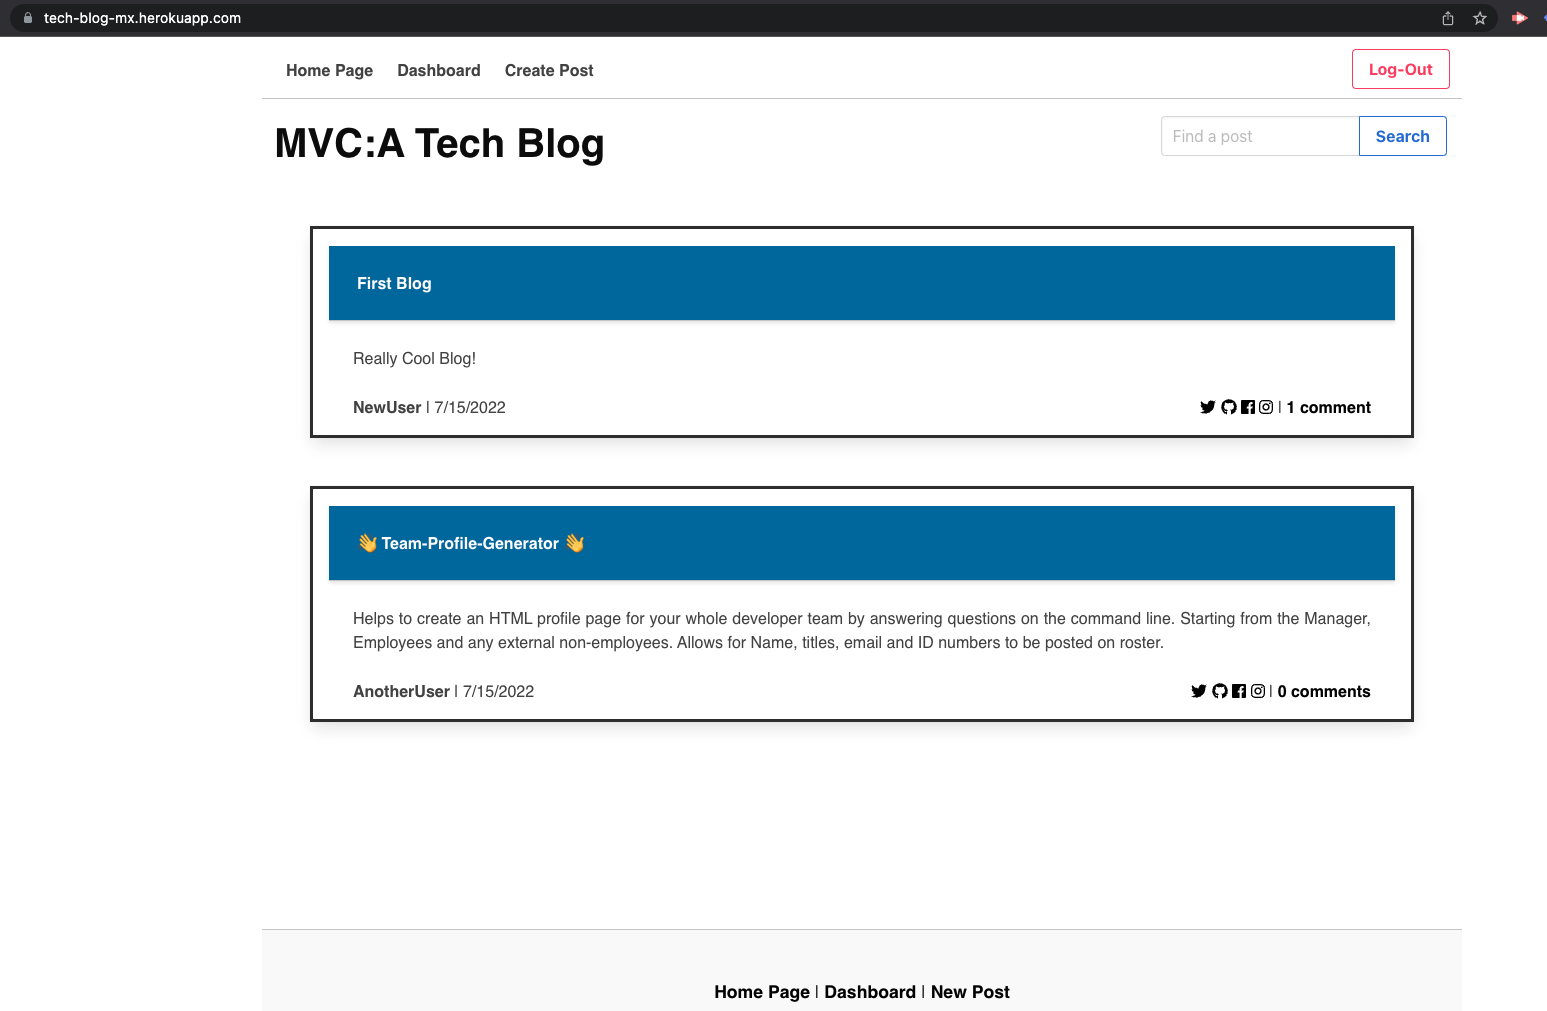 tech-blog-mx.herokuapp.com
Home Page Dashboard Create Post Log-Out
MVC:A Tech Blog
Find a post Search
First Blog
Really Cool Blog!
NewUser | 7/15/2022 | 1 comment
👋 Team-Profile-Generator 👋
Helps to create an HTML profile page for your whole developer team by answering questions on the command line. Starting from the Manager,
Employees and any external non-employees. Allows for Name, titles, email and ID numbers to be posted on roster.
AnotherUser | 7/15/2022 | 0 comments
Home Page | Dashboard | New Post